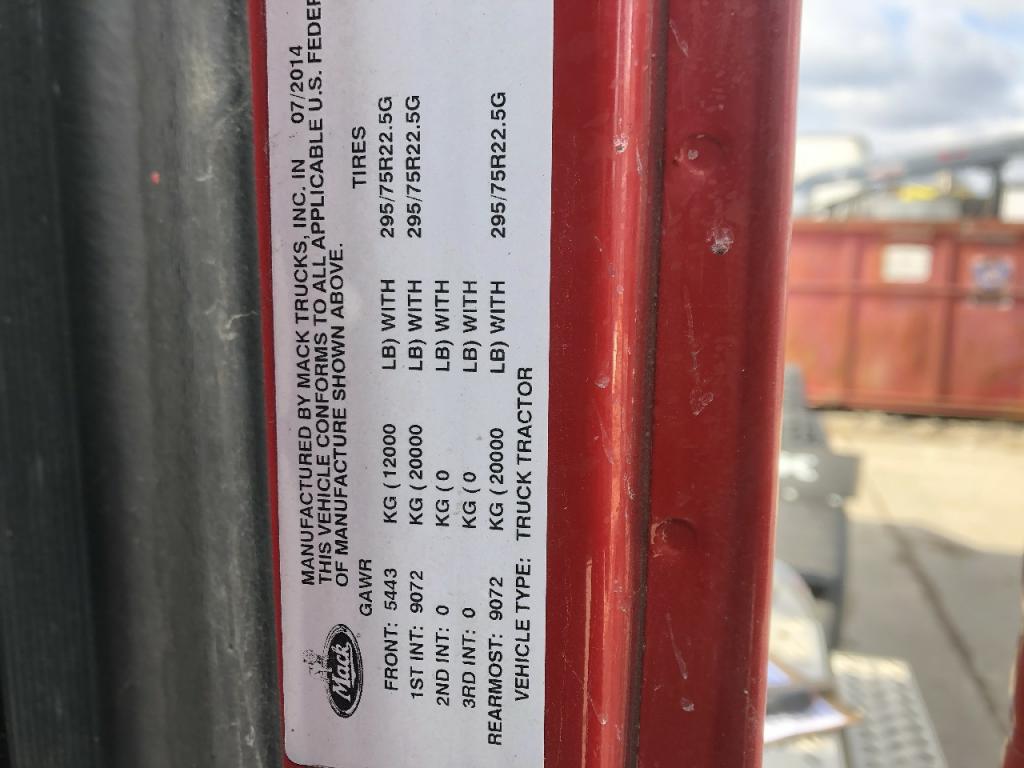 MANUFACTURED BY MACK TRUCKS, INC. IN 07/2014
THIS VEHICLE CONFORMS TO ALL APPLICABLE U.S.
OF MANUFACTURE SHOWN ABOVE.
GAWR TIRES
FRONT: 5443 KG ( 12000 LB) WITH 295/75R22.5G
1ST INT: 9072 KG ( 20000 LB) WITH 295/75R22.5G
2ND INT: 0 KG ( 0 LB) WITH
3RD INT: 0 KG ( 0 LB) WITH
REARMOST: 9072 KG ( 20000 LB) WITH 295/75R22.5G
VEHICLE TYPE: TRUCK TRACTOR
Mack